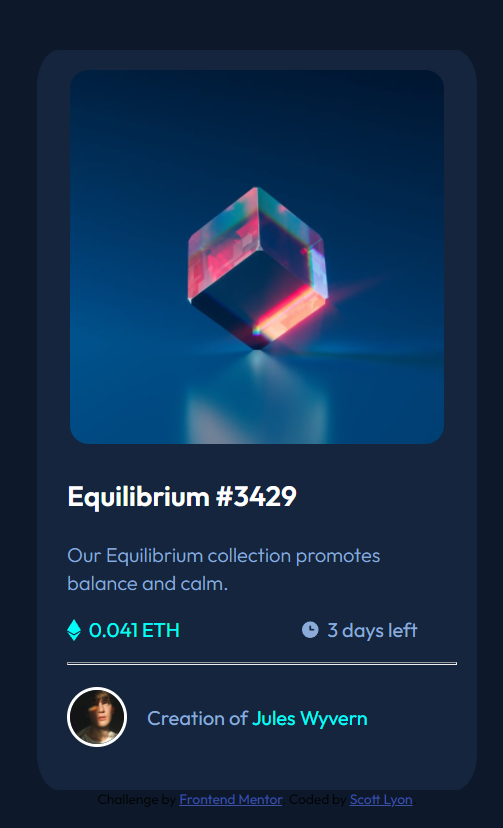 Equilibrium #3429
Our Equilibrium collection promotes
balance and calm.
0.041 ETH 3 days left
Creation of Jules Wyvern
Challenge by Frontend Mentor. Coded by Scott Lyon.